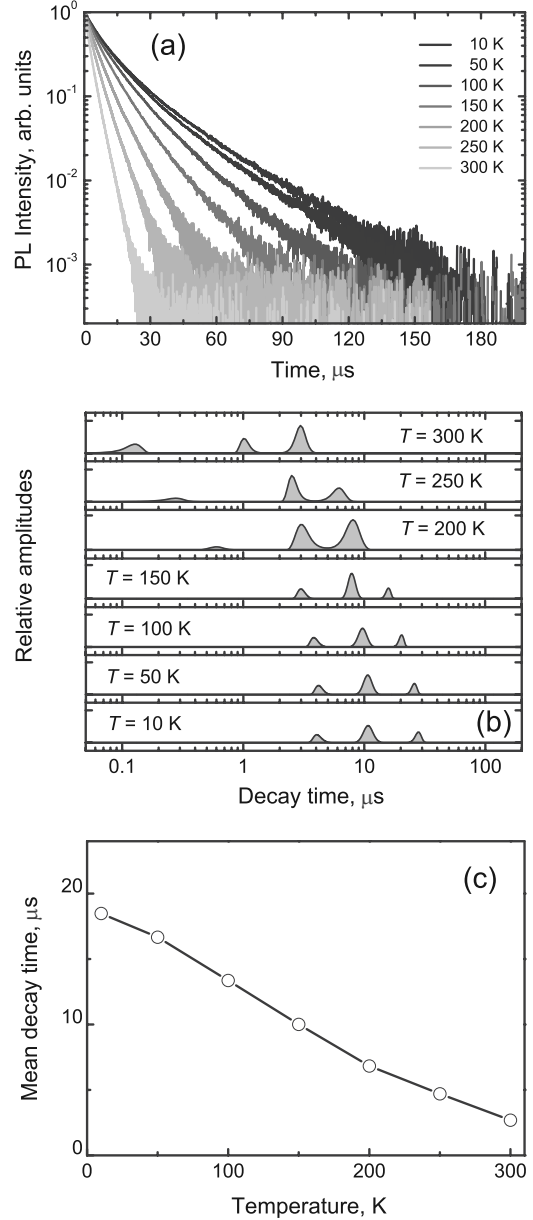 (a)
10⁰
10⁻¹
10⁻²
10⁻³
PL Intensity, arb. units
10 K
50 K
100 K
150 K
200 K
250 K
300 K
0 30 60 90 120 150 180
Time, μs
Relative amplitudes
T = 300 K
T = 250 K
T = 200 K
T = 150 K
T = 100 K
T = 50 K
T = 10 K
(b)
0.1 1 10 100
Decay time, μs
(c)
20
10
0
Mean decay time, μs
0 100 200 300
Temperature, K